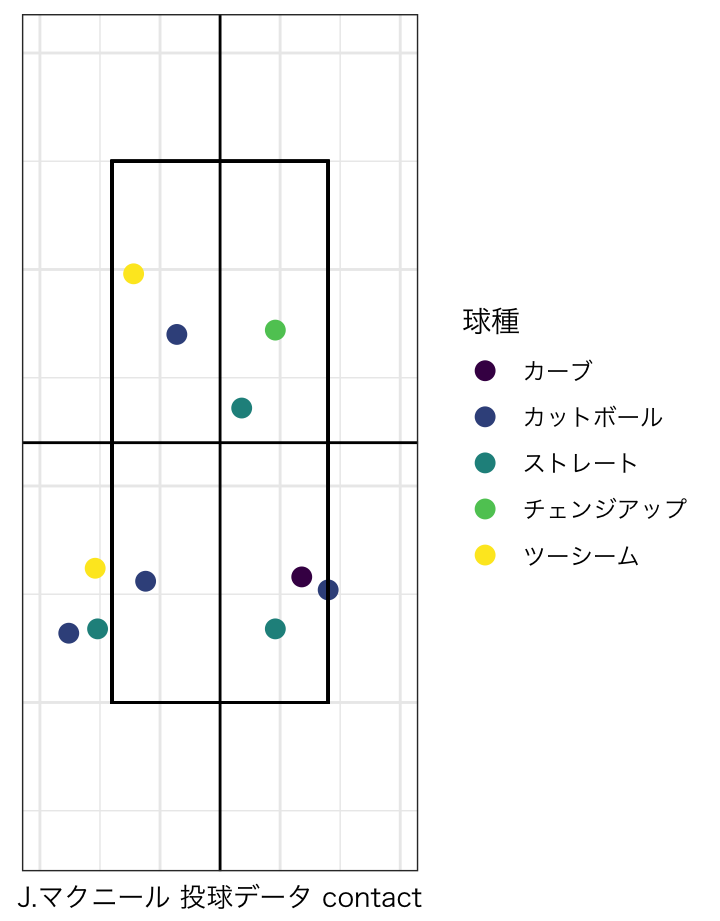 球種
カーブ
カットボール
ストレート
チェンジアップ
ツーシーム
J.マクニール 投球データ contact